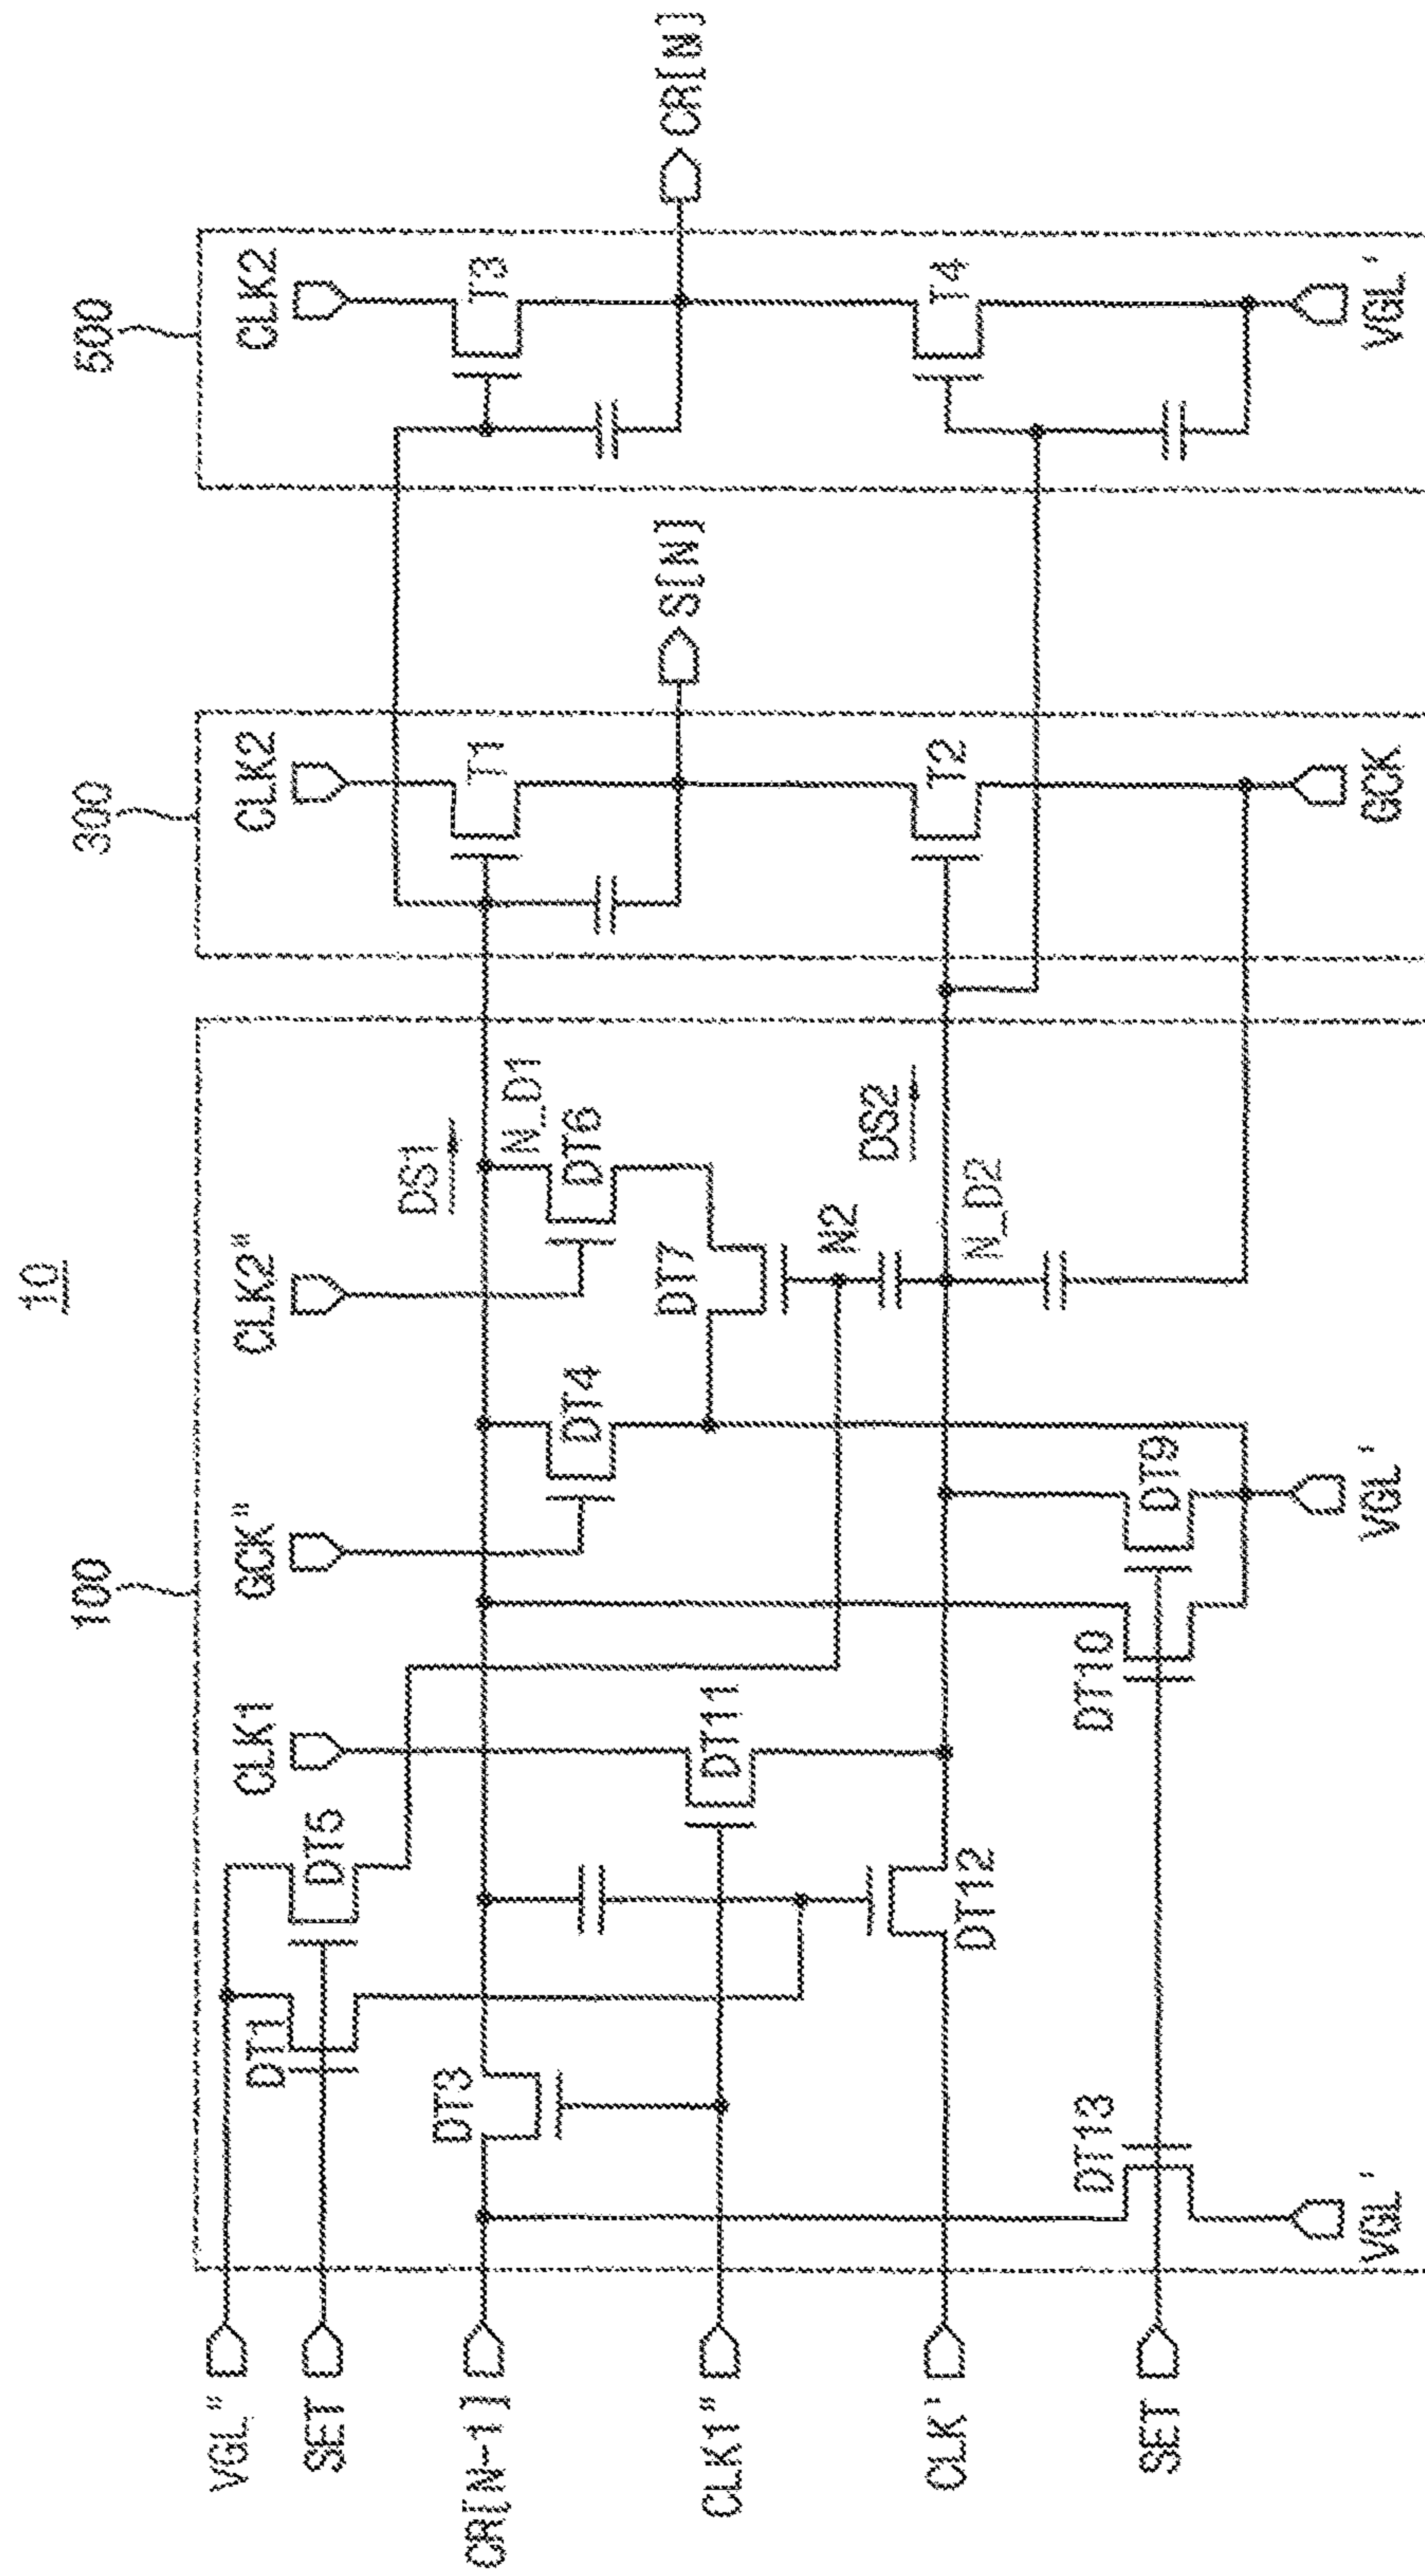 10
100
300
500
CLK1
GCK"
CLK2"
CLK2
CLK2
VGL"
DT5
DT1
SET
DS1
T1
T3
CR[N-1]
DT3
N_D1
DT4
DT6
S[N]
CR[N]
CLK1"
DT11
DT7
N2
DS2
T2
T4
CLK'
DT12
N_D2
SET
DT13
DT10
DT9
VGL'
VGL'
GCK
VGL'